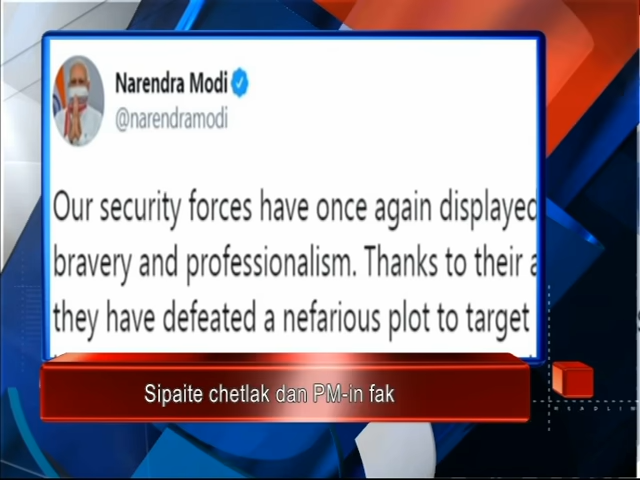 Narendra Modi
@narendramodi
Our security forces have once again displayed
bravery and professionalism. Thanks to their a
they have defeated a nefarious plot to target
Sipaite chetlak dan PM-in fak
HEADLIN